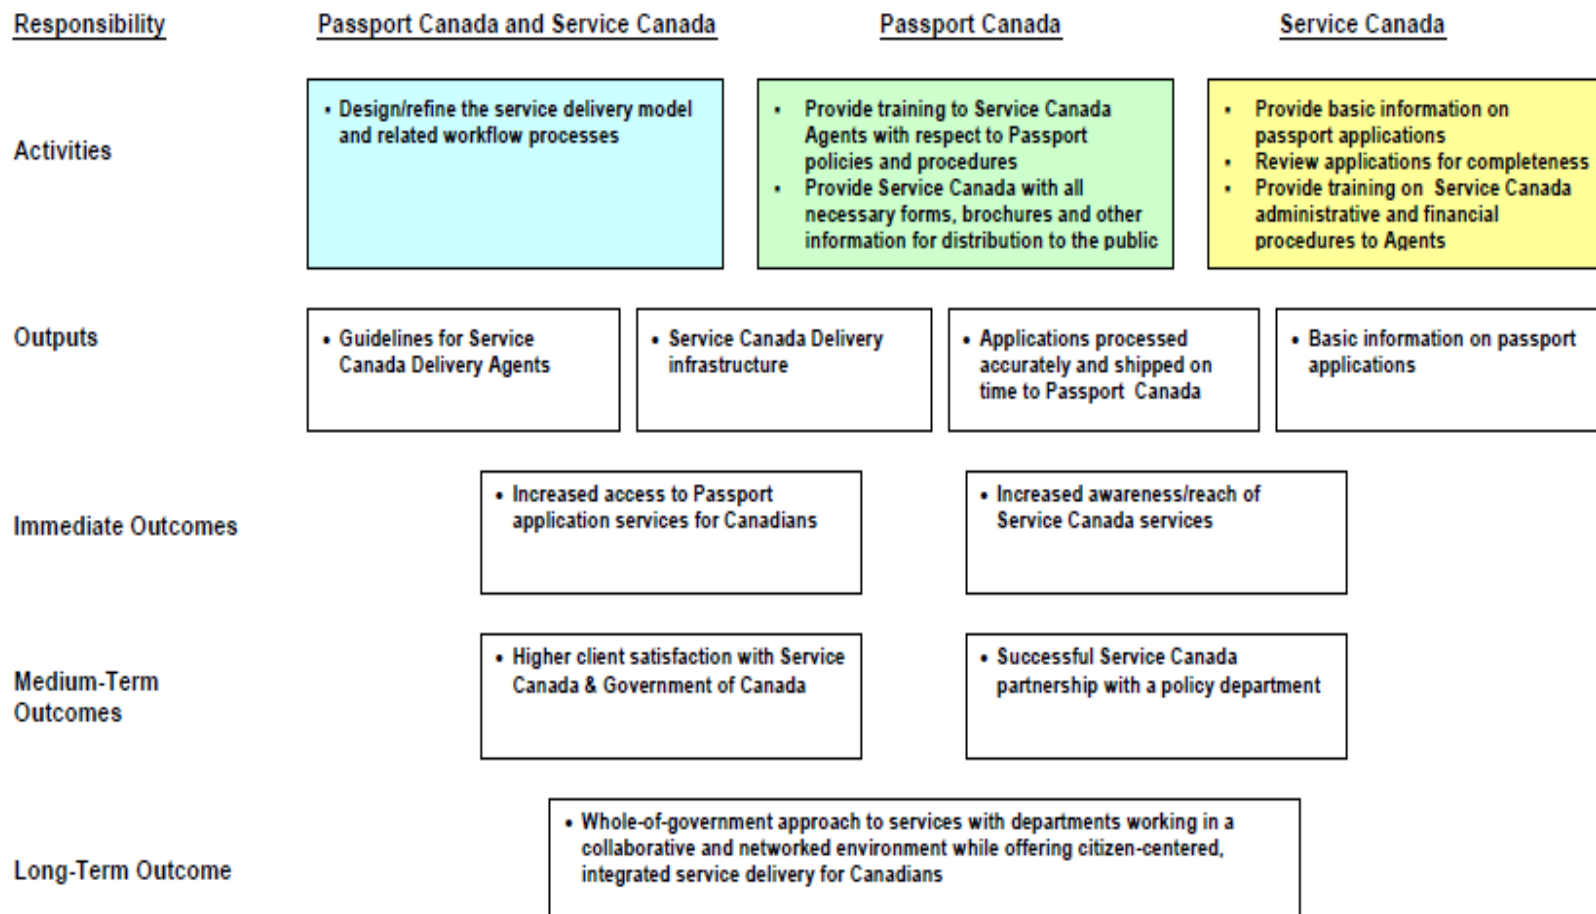 Responsibility
Passport Canada and Service Canada
Passport Canada
Service Canada
Activities
▪ Design/refine the service delivery model
and related workflow processes
▪ Provide training to Service Canada
Agents with respect to Passport
policies and procedures
▪ Provide Service Canada with all
necessary forms, brochures and other
information for distribution to the public
▪ Provide basic information on
passport applications
▪ Review applications for completeness
▪ Provide training on Service Canada
administrative and financial
procedures to Agents
Outputs
• Guidelines for Service
Canada Delivery Agents
• Service Canada Delivery
infrastructure
• Applications processed
accurately and shipped on
time to Passport Canada
• Basic information on passport
applications
Immediate Outcomes
• Increased access to Passport
application services for Canadians
• Increased awareness/reach of
Service Canada services
Medium-Term
Outcomes
• Higher client satisfaction with Service
Canada & Government of Canada
• Successful Service Canada
partnership with a policy department
Long-Term Outcome
• Whole-of-government approach to services with departments working in a
collaborative and networked environment while offering citizen-centered,
integrated service delivery for Canadians